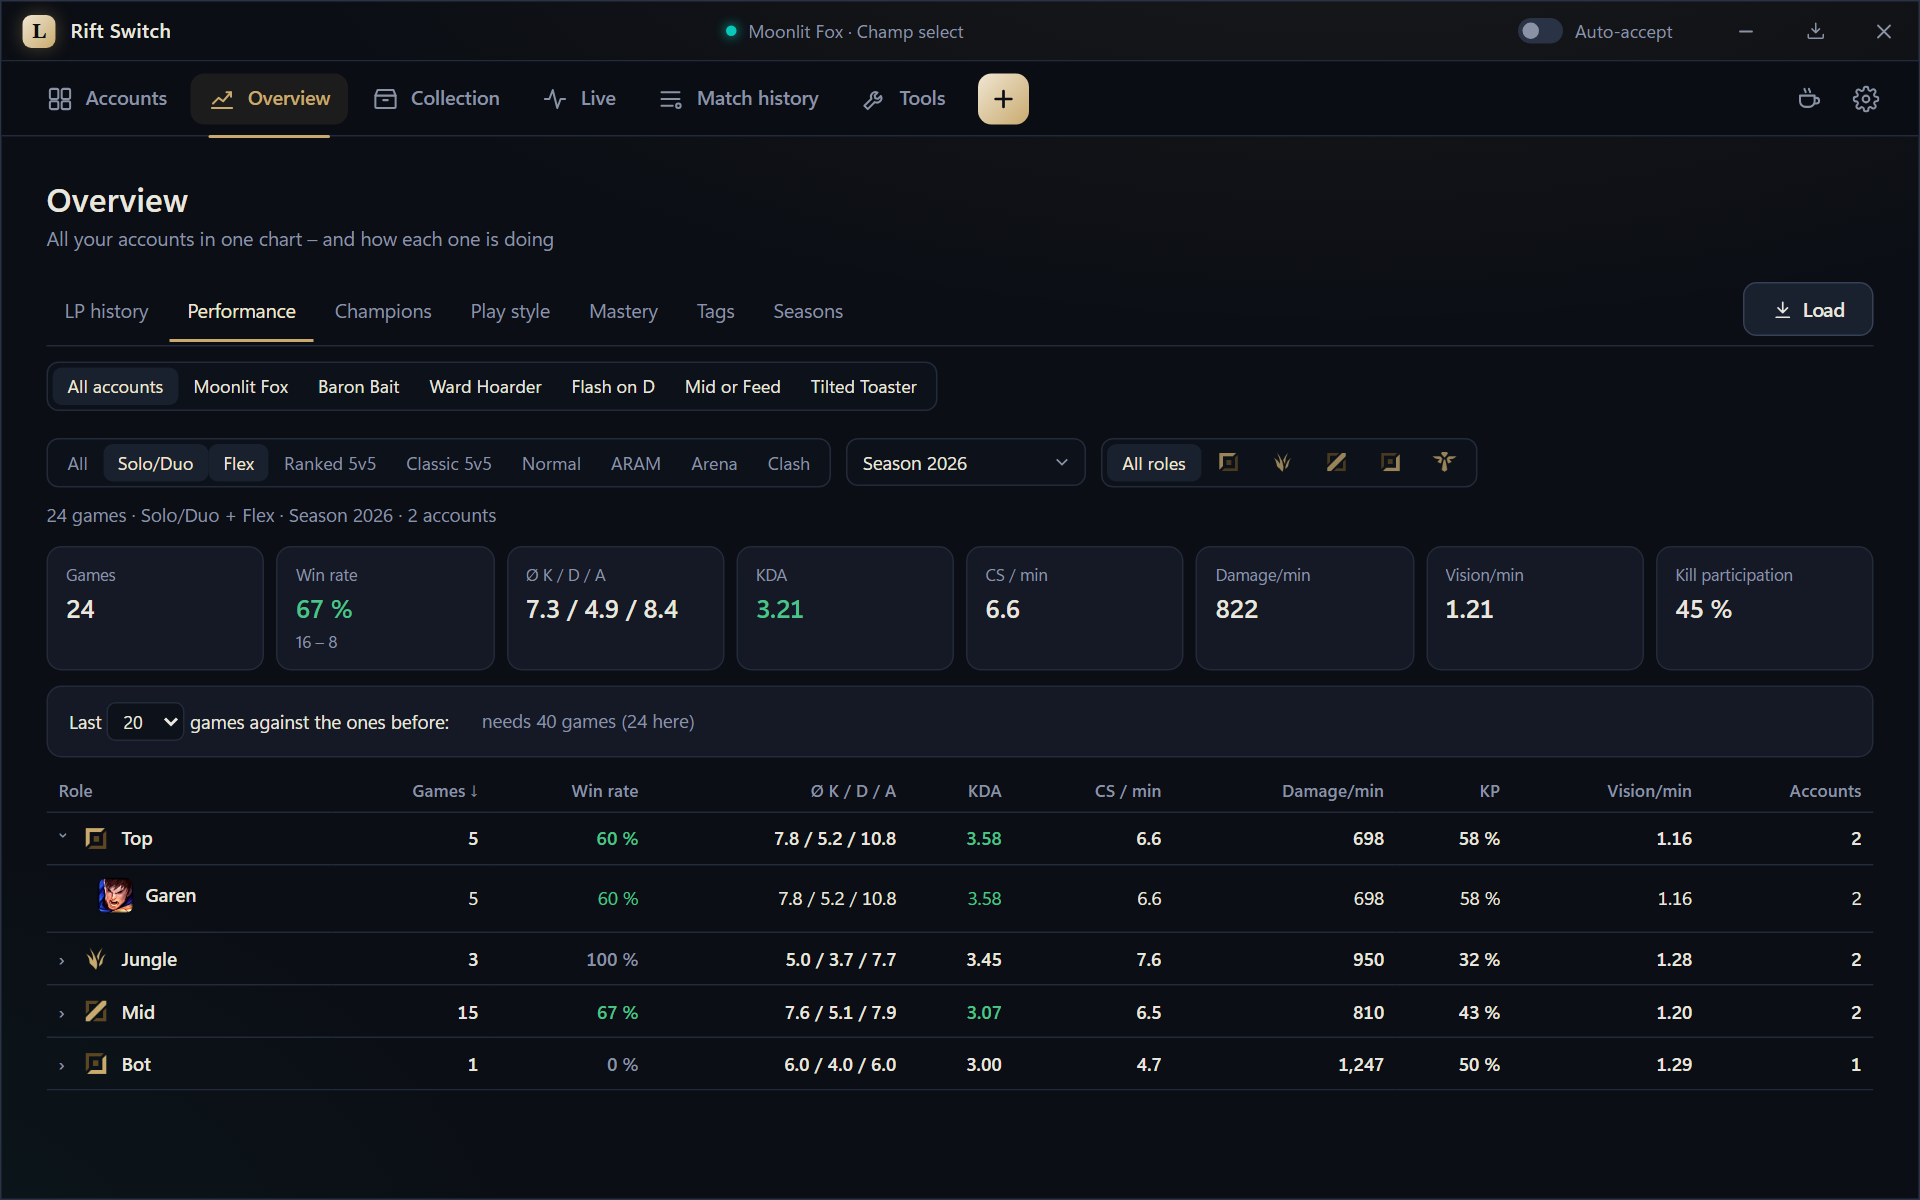 L Rift Switch
Moonlit Fox · Champ select
Auto-accept
Accounts Overview Collection Live Match history Tools +
Overview
All your accounts in one chart – and how each one is doing
LP history Performance Champions Play style Mastery Tags Seasons
Load
All accounts Moonlit Fox Baron Bait Ward Hoarder Flash on D Mid or Feed Tilted Toaster
All Solo/Duo Flex Ranked 5v5 Classic 5v5 Normal ARAM Arena Clash
Season 2026
All roles
24 games · Solo/Duo + Flex · Season 2026 · 2 accounts
Games
24
Win rate
67 %
16 – 8
Ø K / D / A
7.3 / 4.9 / 8.4
KDA
3.21
CS / min
6.6
Damage/min
822
Vision/min
1.21
Kill participation
45 %
Last 20 games against the ones before: needs 40 games (24 here)
Role Games ↓ Win rate Ø K / D / A KDA CS / min Damage/min KP Vision/min Accounts
Top 5 60 % 7.8 / 5.2 / 10.8 3.58 6.6 698 58 % 1.16 2
Garen 5 60 % 7.8 / 5.2 / 10.8 3.58 6.6 698 58 % 1.16 2
Jungle 3 100 % 5.0 / 3.7 / 7.7 3.45 7.6 950 32 % 1.28 2
Mid 15 67 % 7.6 / 5.1 / 7.9 3.07 6.5 810 43 % 1.20 2
Bot 1 0 % 6.0 / 4.0 / 6.0 3.00 4.7 1,247 50 % 1.29 1